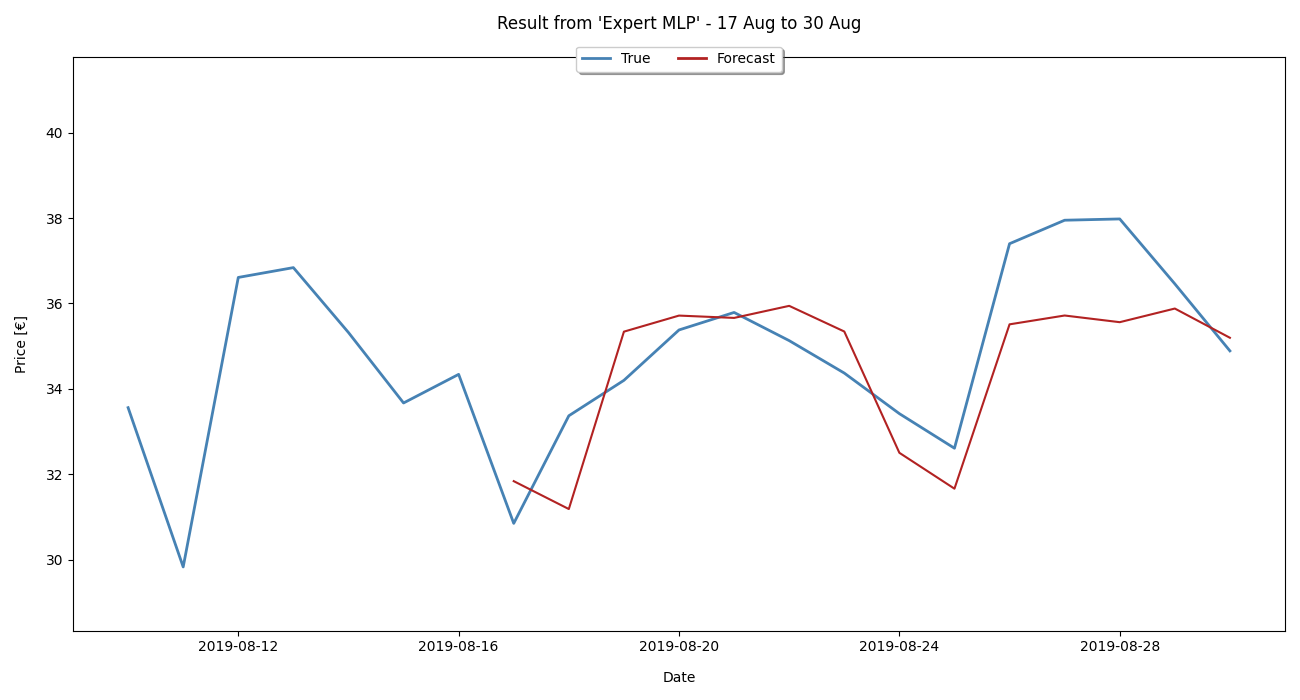 Result from 'Expert MLP' - 17 Aug to 30 Aug
True Forecast
40
38
36
34
32
30
Price [€]
2019-08-12 2019-08-16 2019-08-20 2019-08-24 2019-08-28
Date